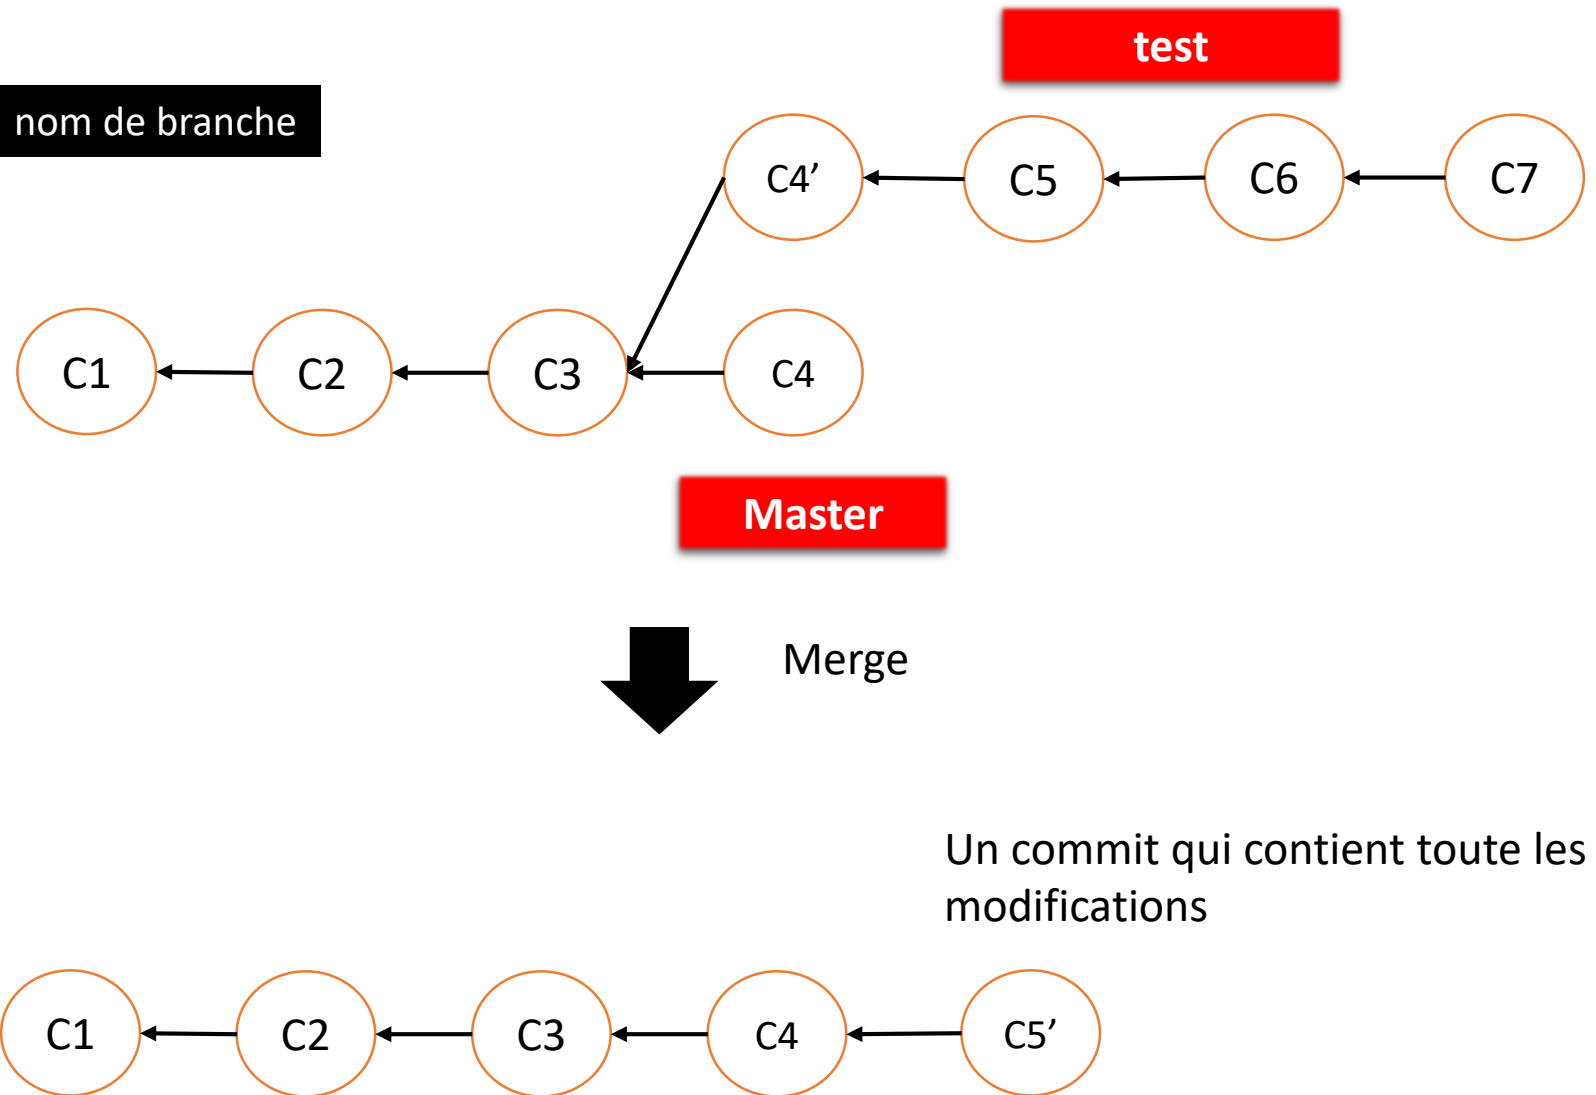 test
nom de branche
C4’
C5
C6
C7
C1
C2
C3
C4
Master
Merge
Un commit qui contient toute les
modifications
C1
C2
C3
C4
C5’